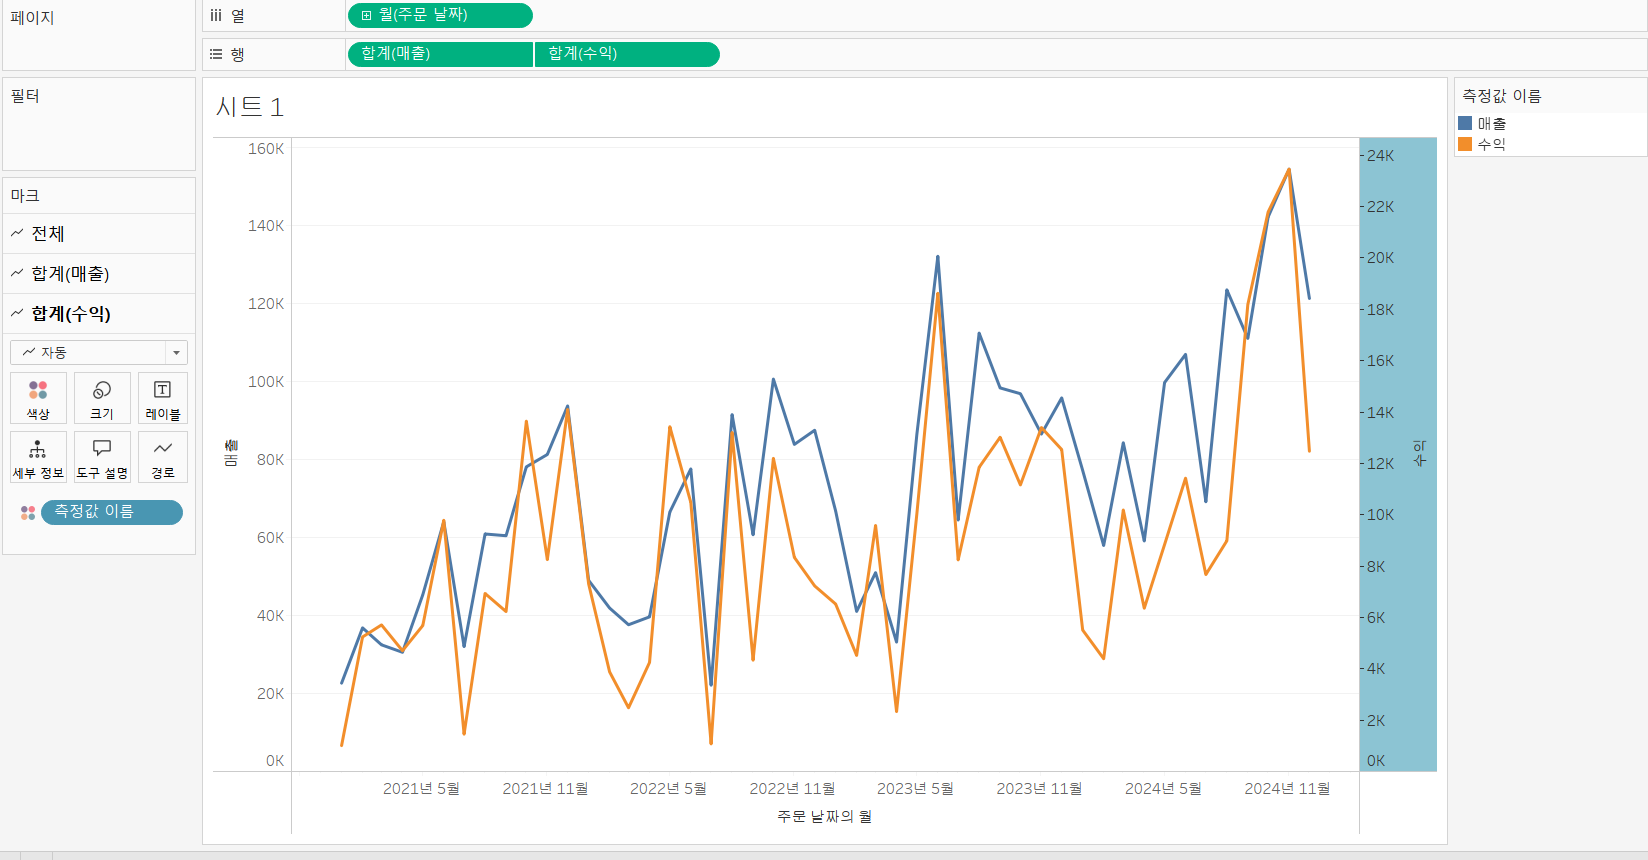 페이지
열
월(주문 날짜)
행
합계(매출)
합계(수익)
필터
마크
전체
합계(매출)
합계(수익)
자동
색상
크기
레이블
세부 정보
도구 설명
경로
측정값 이름
시트 1
160K
140K
120K
100K
80K
60K
40K
20K
0K
24K
22K
20K
18K
16K
14K
12K
10K
8K
6K
4K
2K
0K
수익
2021년 5월
2021년 11월
2022년 5월
2022년 11월
2023년 5월
2023년 11월
2024년 5월
2024년 11월
주문 날짜의 월
측정값 이름
매출
수익